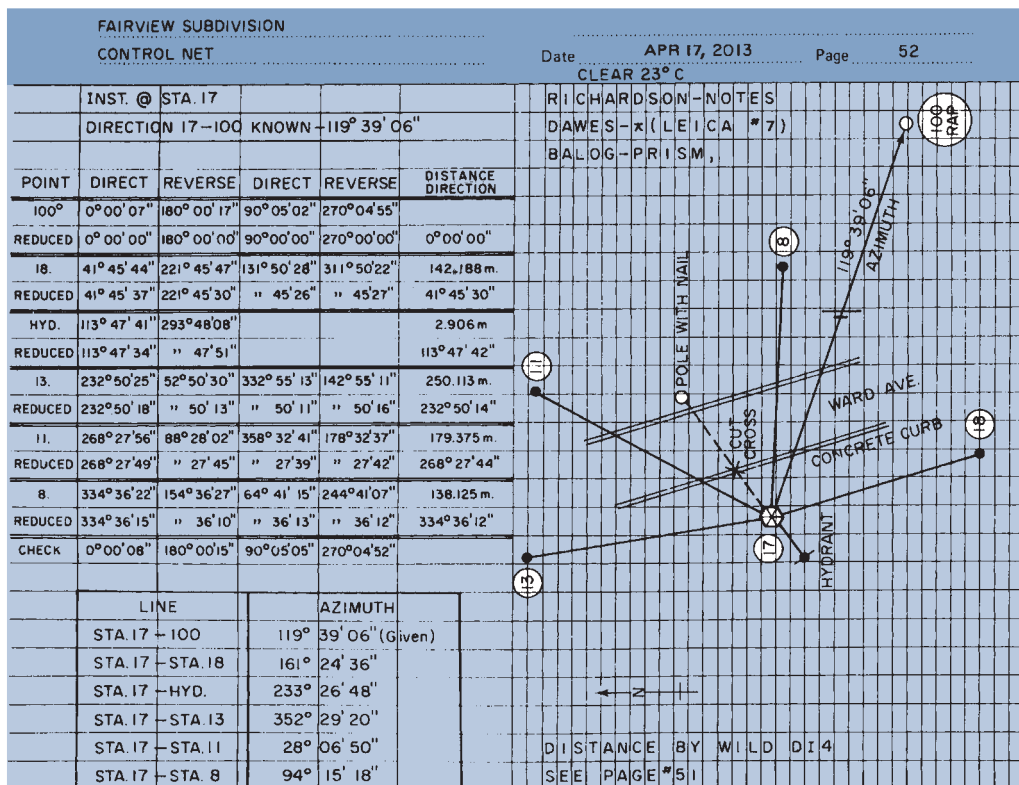 FAIRVIEW SUBDIVISION
CONTROL NET
Date APR 17, 2013 Page 52
CLEAR 23° C
INST. @ STA. 17
DIRECTION 17-100 KNOWN-119° 39' 06"
RICHARDSON-NOTES
DAWES-π (LEICA #7)
BALOG-PRISM,
POINT DIRECT REVERSE DIRECT REVERSE DISTANCE DIRECTION
100° 0°00'07" 180°00'17" 90°05'02" 270°04'55"
REDUCED 0°00'00" 180°00'00" 90°00'00" 270°00'00" 0°00'00"
18. 41°45'44" 221°45'47" 131°50'28" 311°50'22" 142.188 m.
REDUCED 41°45'37" 221°45'30" " 45'26" " 45'27" 41°45'30"
HYD. 113°47'41" 293°48'08" 2.906 m
REDUCED 113°47'34" " 47'51" 113°47'42"
13. 232°50'25" 52°50'30" 332°55'13" 142°55'11" 250.113 m.
REDUCED 232°50'18" " 50'13" " 50'11" " 50'16" 232°50'14"
11. 268°27'56" 88°28'02" 358°32'41" 178°32'37" 179.375 m.
REDUCED 268°27'49" " 27'45" " 27'39" " 27'42" 268°27'44"
8. 334°36'22" 154°36'27" 64°41'15" 244°41'07" 138.125 m.
REDUCED 334°36'15" " 36'10" " 36'13" " 36'12" 334°36'12"
CHECK 0°00'08" 180°00'15" 90°05'05" 270°04'52"
LINE AZIMUTH
STA. 17-100 119° 39' 06" (Given)
STA. 17-STA. 18 161° 24' 36"
STA. 17-HYD. 233° 26' 48"
STA. 17-STA. 13 352° 29' 20"
STA. 17-STA. 11 28° 06' 50"
STA. 17-STA. 8 94° 15' 18"
100 RAP
119° 39' 06"
AZIMUTH
8
POLE WITH NAIL
11
WARD AVE.
18
CUT CROSS
CONCRETE CURB
17
HYDRANT
13
N
DISTANCE BY WILD DI4
SEE PAGE #51